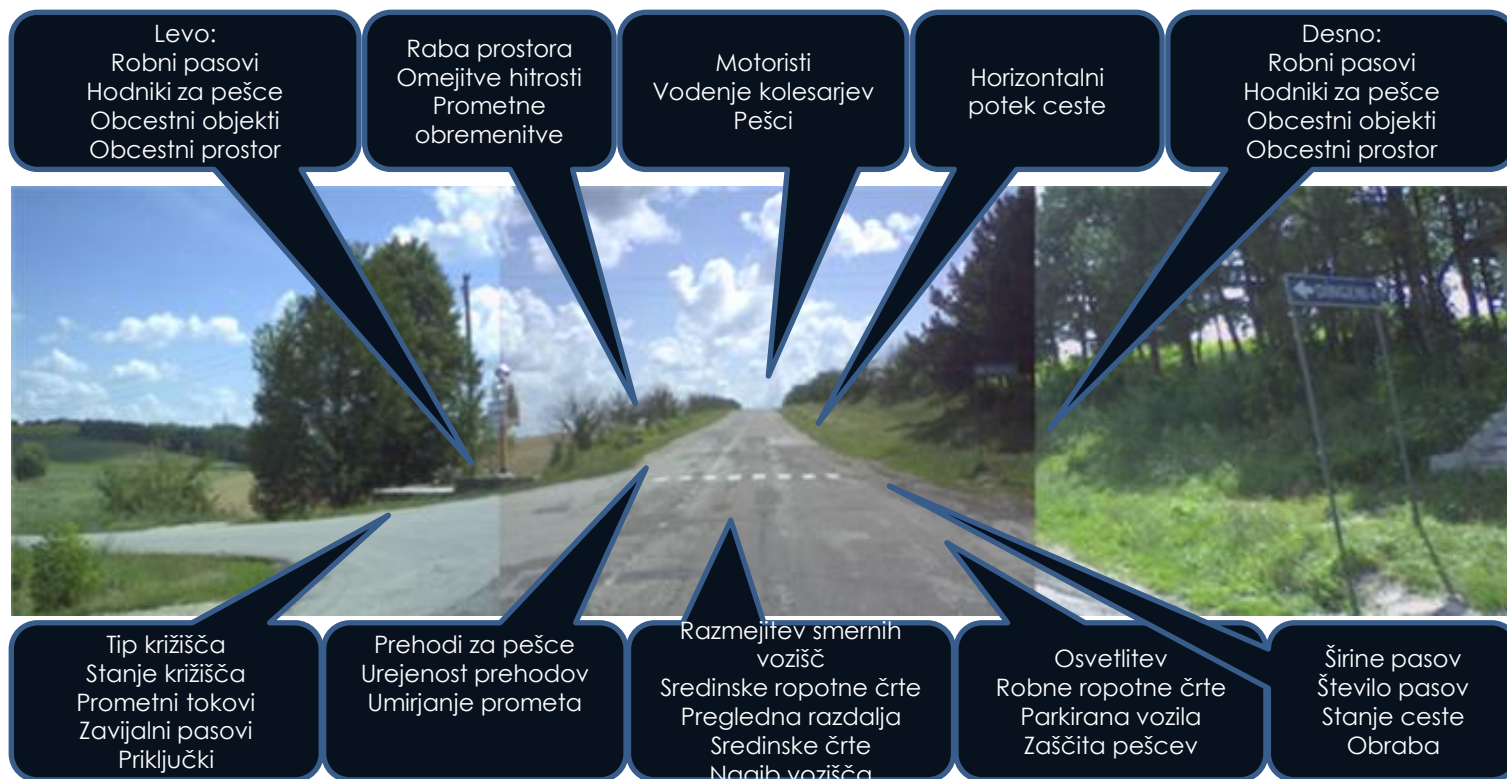 Levo:
Robni pasovi
Hodniki za pešce
Obcestni objekti
Obcestni prostor
Raba prostora
Omejitve hitrosti
Prometne
obremenitve
Motoristi
Vodenje kolesarjev
Pešci
Horizontalni
potek ceste
Desno:
Robni pasovi
Hodniki za pešce
Obcestni objekti
Obcestni prostor
Tip križišča
Stanje križišča
Prometni tokovi
Zavijalni pasovi
Priključki
Prehodi za pešce
Urejenost prehodov
Umirjanje prometa
Razmejitev smernih
vozišč
Sredinske ropotne črte
Pregledna razdalja
Sredinske črte
Nagib vozišča
Osvetlitev
Robne ropotne črte
Parkirana vozila
Zaščita pešcev
Širine pasov
Število pasov
Stanje ceste
Obraba